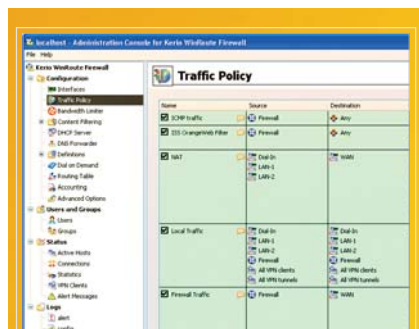 localhost - Administration Console for Kerio WinRoute Firewall
File Help
Kerio WinRoute Firewall
Configuration
Interfaces
Traffic Policy
Bandwidth Limiter
Content Filtering
DHCP Server
DNS Forwarder
Definitions
Dial on Demand
Routing Table
Accounting
Advanced Options
Users and Groups
Users
Groups
Status
Active Hosts
Connections
Statistics
VPN Clients
Alert Messages
Logs
alert
config
Traffic Policy
Name Source Destination
ICMP traffic Firewall Any
ISS OrangeWeb Filter Firewall Any
NAT Dial-In WAN
LAN-1
LAN-2
Local Traffic Dial-In Dial-In
LAN-1 LAN-1
LAN-2 LAN-2
Firewall Firewall
All VPN clients All VPN clients
All VPN tunnels All VPN tunnels
Firewall Traffic Firewall WAN